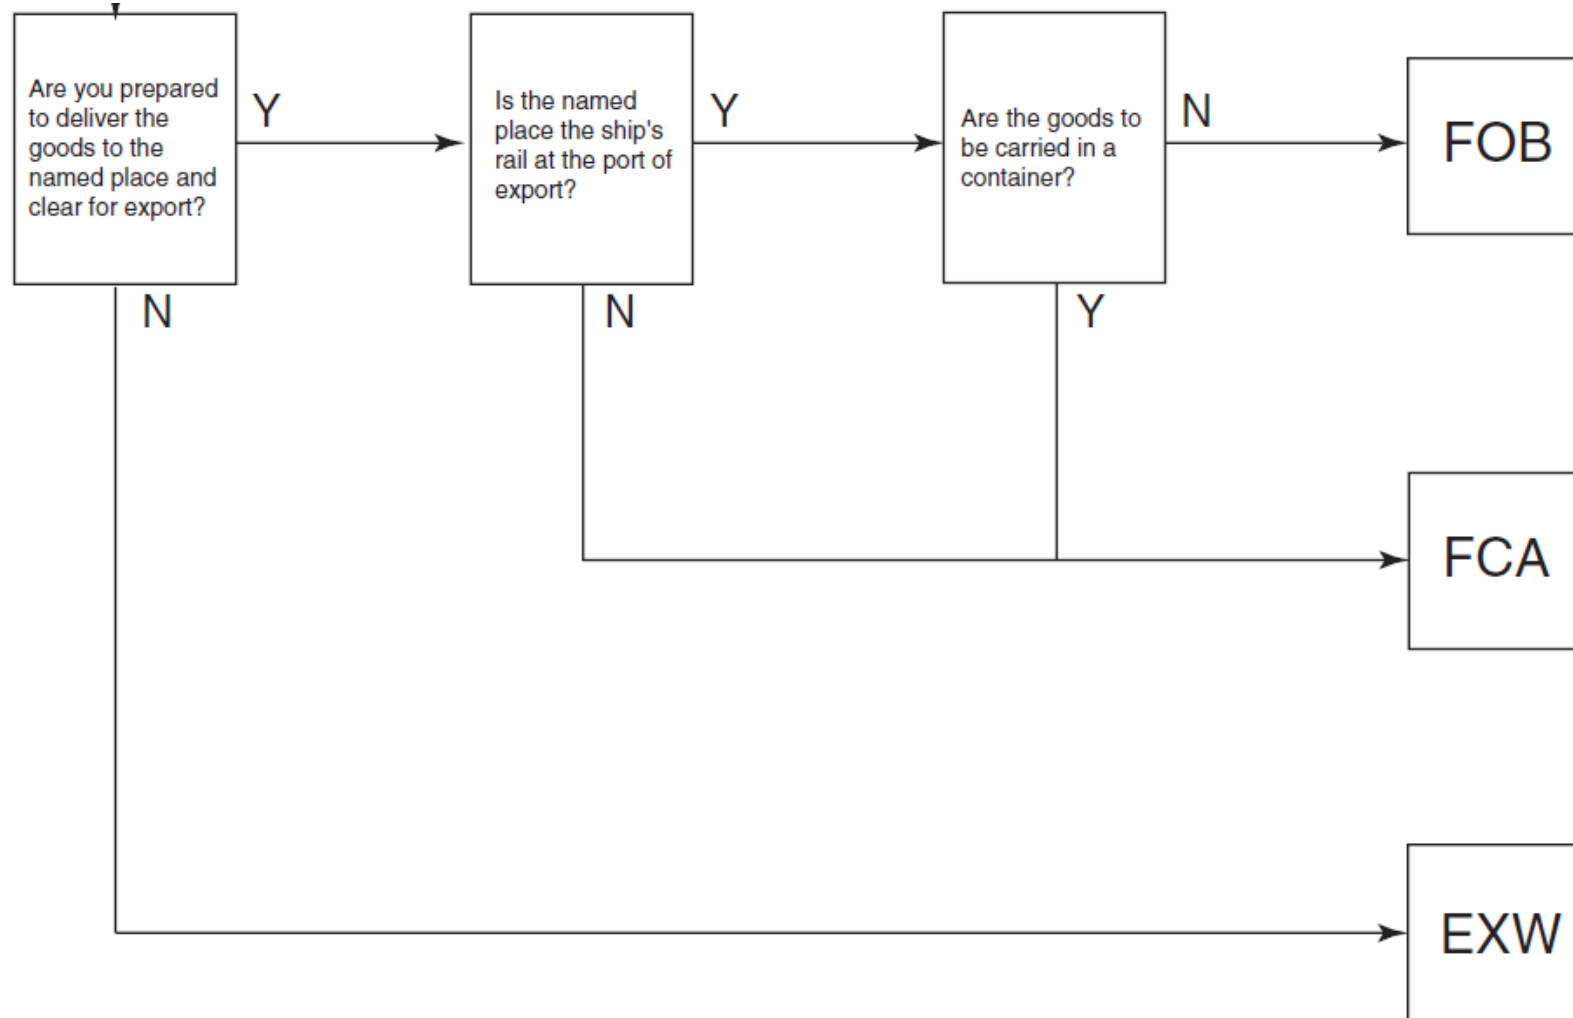 Are you prepared
to deliver the
goods to the
named place and
clear for export?
Y
N
Is the named
place the ship's
rail at the port of
export?
Y
N
Are the goods to
be carried in a
container?
N
Y
FOB
FCA
EXW